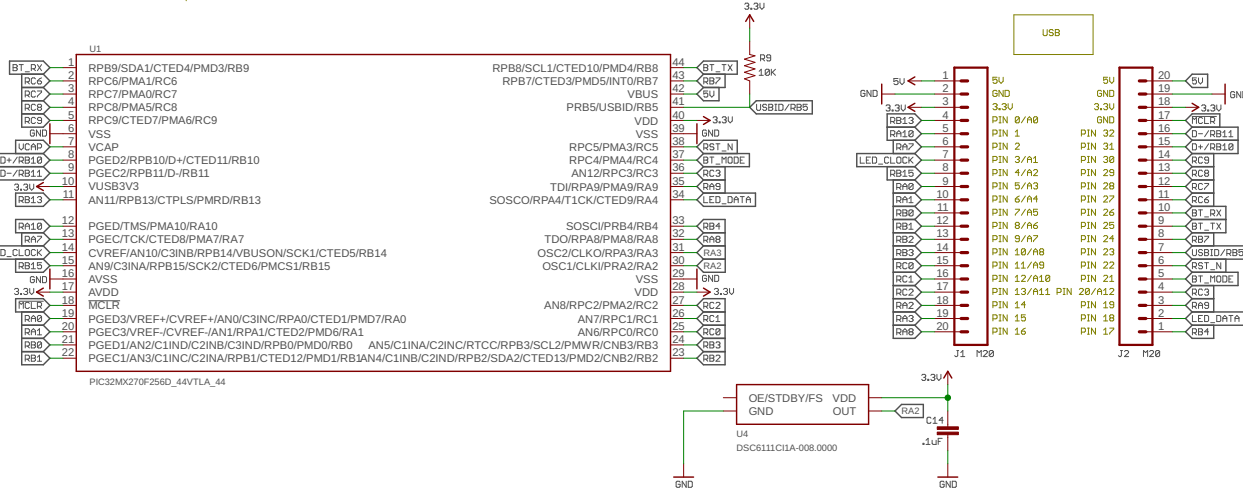 3.3V
R9
10K
USBID/RB5
U1
BT_RX 1 RPB9/SDA1/CTED4/PMD3/RB9 RPB8/SCL1/CTED10/PMD4/RB8 44 BT_TX
RC6 2 RPC6/PMA1/RC6 RPB7/CTED3/PMD5/INT0/RB7 43 RB7
RC7 3 RPC7/PMA0/RC7 VBUS 42 5V
RC8 4 RPC8/PMA5/RC8 PRB5/USBID/RB5 41
RC9 5 RPC9/CTED7/PMA6/RC9 VDD 40 3.3V
GND 6 VSS VSS 39 GND
VCAP 7 VCAP RPC5/PMA3/RC5 38 RST_N
D+/RB10 8 PGED2/RPB10/D+/CTED11/RB10 RPC4/PMA4/RC4 37 BT_MODE
D-/RB11 9 PGEC2/RPB11/D-/RB11 AN12/RPC3/RC3 36 RC3
3.3V 10 VUSB3V3 TDI/RPA9/PMA9/RA9 35 RA9
RB13 11 AN11/RPB13/CTPLS/PMRD/RB13 SOSCO/RPA4/T1CK/CTED9/RA4 34 LED_DATA
RA10 12 PGED/TMS/PMA10/RA10 SOSCI/PRB4/RB4 33 RB4
RA7 13 PGEC/TCK/CTED8/PMA7/RA7 TDO/RPA8/PMA8/RA8 32 RA8
D_CLOCK 14 CVREF/AN10/C3INB/RPB14/VBUSON/SCK1/CTED5/RB14 OSC2/CLKO/RPA3/RA3 31 RA3
RB15 15 AN9/C3INA/RPB15/SCK2/CTED6/PMCS1/RB15 OSC1/CLKI/PRA2/RA2 30 RA2
GND 16 AVSS VSS 29 GND
3.3V 17 AVDD VDD 28 3.3V
MCLR 18 MCLR AN8/RPC2/PMA2/RC2 27 RC2
RA0 19 PGED3/VREF+/CVREF+/AN0/C3INC/RPA0/CTED1/PMD7/RA0 AN7/RPC1/RC1 26 RC1
RA1 20 PGEC3/VREF-/CVREF-/AN1/RPA1/CTED2/PMD6/RA1 AN6/RPC0/RC0 25 RC0
RB0 21 PGED1/AN2/C1IND/C2INB/C3IND/RPB0/PMD0/RB0 AN5/C1INA/C2INC/RTCC/RPB3/SCL2/PMWR/CNB3/RB3 24 RB3
RB1 22 PGEC1/AN3/C1INC/C2INA/RPB1/CTED12/PMD1/RB1 AN4/C1INB/C2IND/RPB2/SDA2/CTED13/PMD2/CNB2/RB2 23 RB2
PIC32MX270F256D_44VTLA_44
USB
5V 1 5V
GND 2 GND
3.3V 3 3.3V
RB13 4 PIN 0/A0
RA10 5 PIN 1
RA7 6 PIN 2
LED_CLOCK 7 PIN 3/A1
RB15 8 PIN 4/A2
RA0 9 PIN 5/A3
RA1 10 PIN 6/A4
RB0 11 PIN 7/A5
RB1 12 PIN 8/A6
RB2 13 PIN 9/A7
RB3 14 PIN 10/A8
RC0 15 PIN 11/A9
RC1 16 PIN 12/A10
RC2 17 PIN 13/A11
RA2 18 PIN 14
RA3 19 PIN 15
RA8 20 PIN 16
J1 M20
5V 20 5V
GND 19 GND
3.3V 18 3.3V
GND 17 MCLR
PIN 32 16 D-/RB11
PIN 31 15 D+/RB10
PIN 30 14 RC9
PIN 29 13 RC8
PIN 28 12 RC7
PIN 27 11 RC6
PIN 26 10 BT_RX
PIN 25 9 BT_TX
PIN 24 8 RB7
PIN 23 7 USBID/RB5
PIN 22 6 RST_N
PIN 21 5 BT_MODE
PIN 20/A12 4 RC3
PIN 19 3 RA9
PIN 18 2 LED_DATA
PIN 17 1 RB4
J2 M20
3.3V
OE/STDBY/FS VDD
GND OUT RA2
C14
.1uF
U4
DSC6111CI1A-008.0000
GND
GND